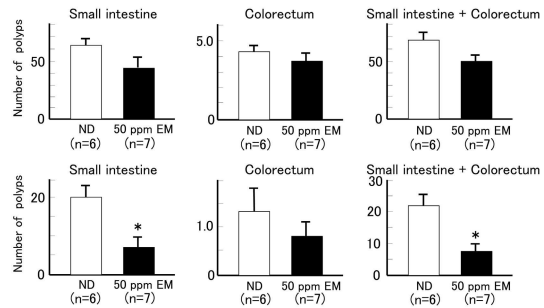 Small intestine
Colorectum
Small intestine + Colorectum
Number of polyps
50
0
5.0
0
50
0
ND
(n=6)
50 ppm EM
(n=7)
ND
(n=6)
50 ppm EM
(n=7)
ND
(n=6)
50 ppm EM
(n=7)
Small intestine
Colorectum
Small intestine + Colorectum
Number of polyps
20
0
*
1.0
0
30
20
10
0
*
ND
(n=6)
50 ppm EM
(n=7)
ND
(n=6)
50 ppm EM
(n=7)
ND
(n=6)
50 ppm EM
(n=7)